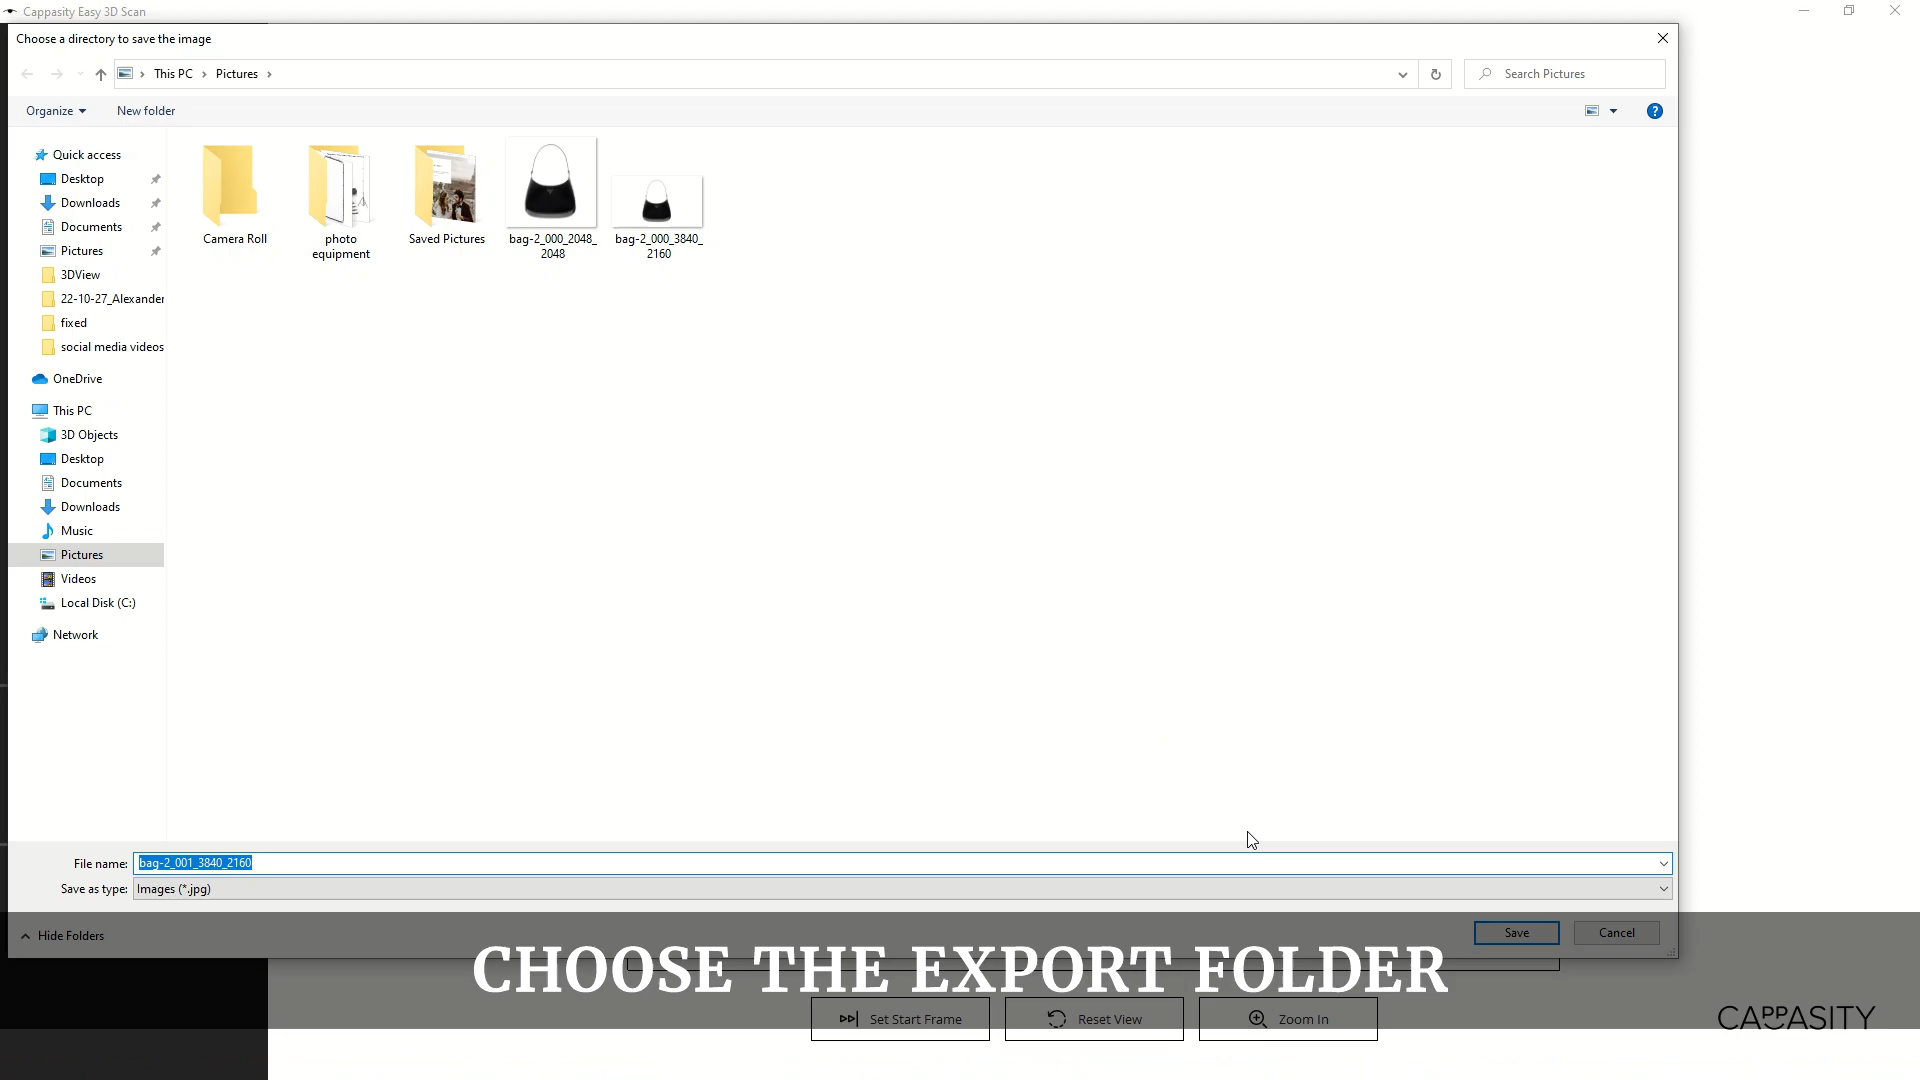 Cappasity Easy 3D Scan
Choose a directory to save the image
This PC
Pictures
Search Pictures
Organize
New folder
?
Quick access
Desktop
Downloads
Documents
Pictures
3DView
22-10-27_Alexander
fixed
social media videos
OneDrive
This PC
3D Objects
Desktop
Documents
Downloads
Music
Pictures
Videos
Local Disk (C:)
Network
Camera Roll
photo
equipment
Saved Pictures
bag-2_000_2048_
2048
bag-2_000_3840_
2160
File name: bag-2_001_3840_2160
Save as type: Images (*.jpg)
Hide Folders
Save
Cancel
CHOOSE THE EXPORT FOLDER
Set Start Frame
Reset View
Zoom In
CAPPASITY